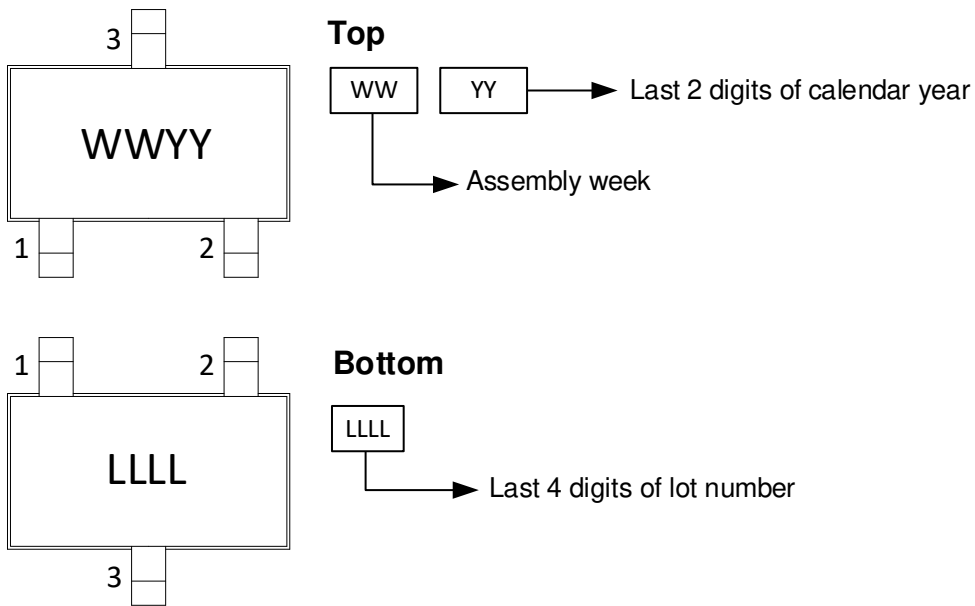 3
Top
WWYY
WW YY Last 2 digits of calendar year
Assembly week
1 2
1 2
Bottom
LLLL
LLLL
Last 4 digits of lot number
3